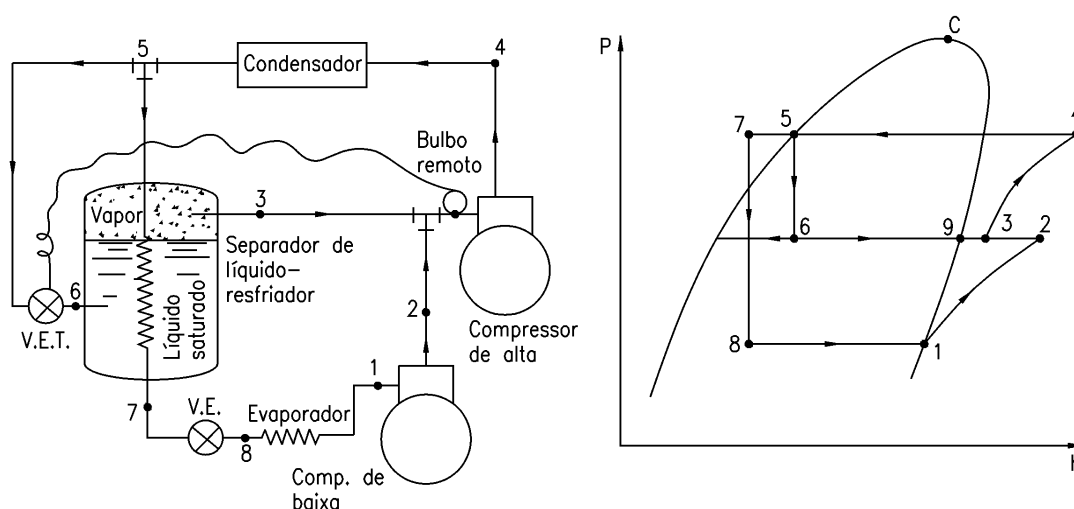 5
Condensador
4
Bulbo
remoto
Vapor
3
Separador de
líquido-
resfriador
6
V.E.T.
Líquido
saturado
2
Compressor
de alta
1
7
V.E.
8
Evaporador
Comp. de
baixa
P
C
7
5
4
6
9
3
2
8
1
h